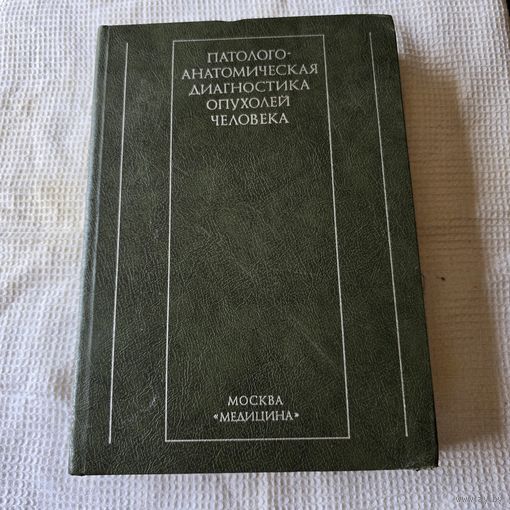 ПАТОЛОГО-
АНАТОМИЧЕСКАЯ
ДИАГНОСТИКА
ОПУХОЛЕЙ
ЧЕЛОВЕКА
МОСКВА
«МЕДИЦИНА»